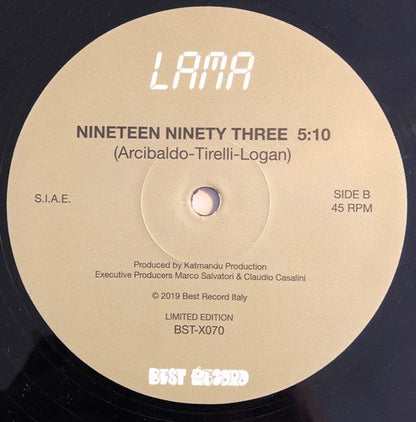 LAMA
NINETEEN NINETY THREE 5:10
(Arcibaldo-Tirelli-Logan)
S.I.A.E.
SIDE B
45 RPM
Produced by Katmandu Production
Executive Producers Marco Salvatori & Claudio Casalini
© 2019 Best Record Italy
LIMITED EDITION
BST-X070
BEST RECORD